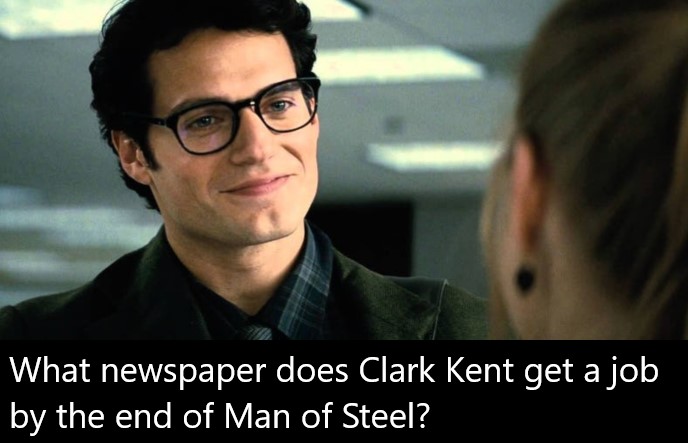 What newspaper does Clark Kent get a job
by the end of Man of Steel?